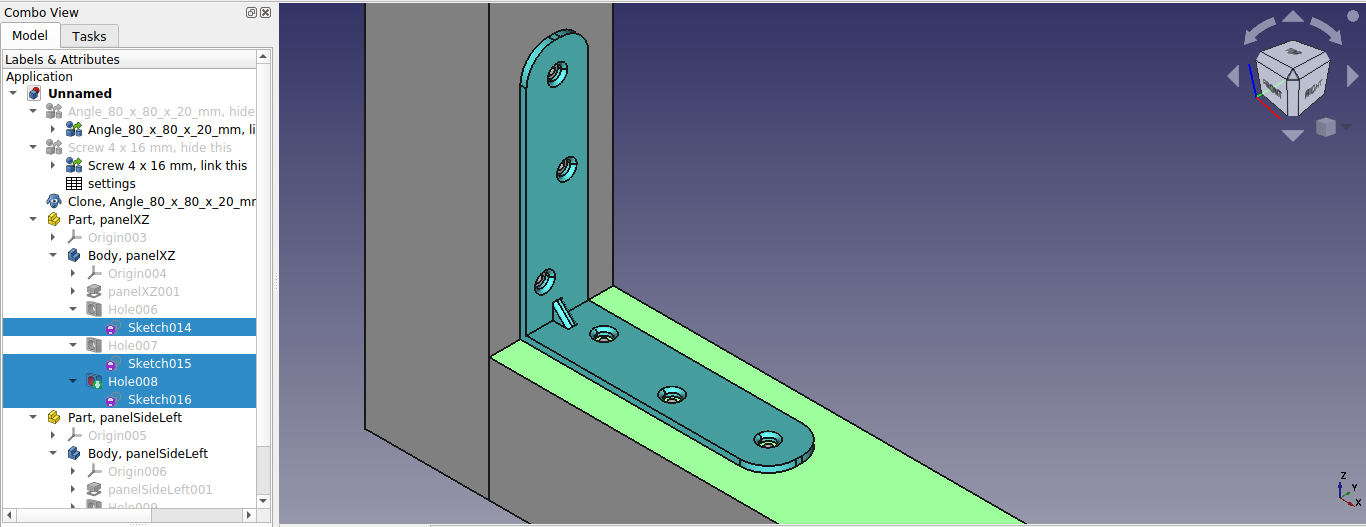 Combo View
Model Tasks
Labels & Attributes
Application
Unnamed
Angle_80_x_80_x_20_mm, hide
Angle_80_x_80_x_20_mm, li
Screw 4 x 16 mm, hide this
Screw 4 x 16 mm, link this
settings
Clone, Angle_80_x_80_x_20_mr
Part, panelXZ
Origin003
Body, panelXZ
Origin004
panelXZ001
Hole006
Sketch014
Hole007
Sketch015
Hole008
Sketch016
Part, panelSideLeft
Origin005
Body, panelSideLeft
Origin006
panelSideLeft001
Hole009
FRONT RIGHT
Z
Y
X